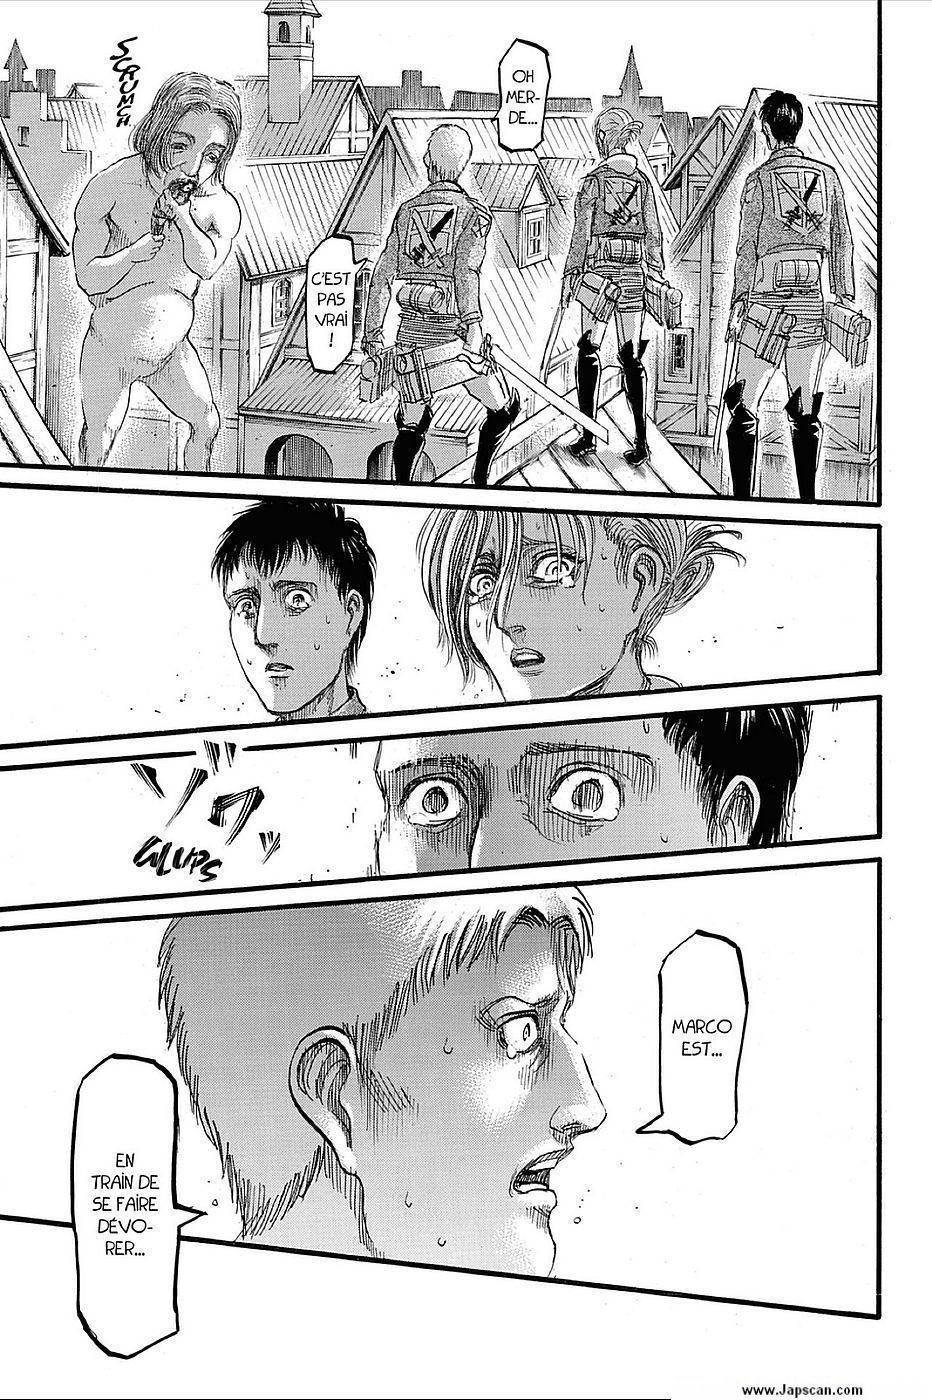 SCRUMCH
OH
MER-
DE...
C'EST
PAS
VRAI
!
GLUPS
MARCO
EST...
EN
TRAIN DE
SE FAIRE
DÉVO-
RER...
www.Japscan.com